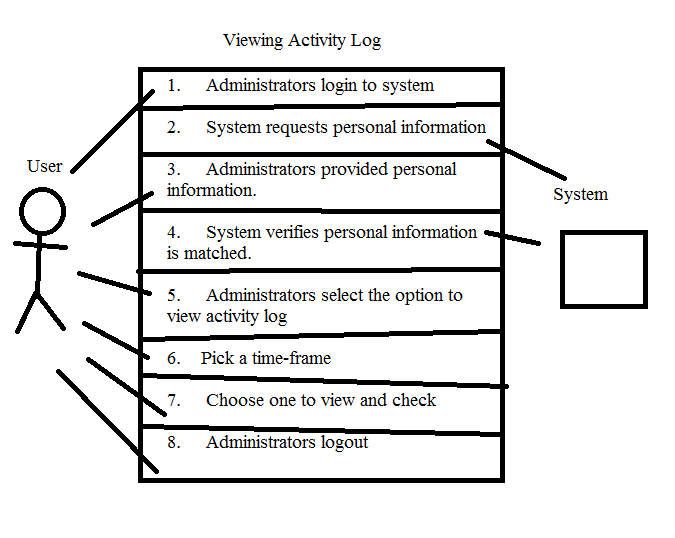 Viewing Activity Log
1. Administrators login to system
2. System requests personal information
User
3. Administrators provided personal
information.
System
4. System verifies personal information
is matched.
5. Administrators select the option to
view activity log
6. Pick a time-frame
7. Choose one to view and check
8. Administrators logout